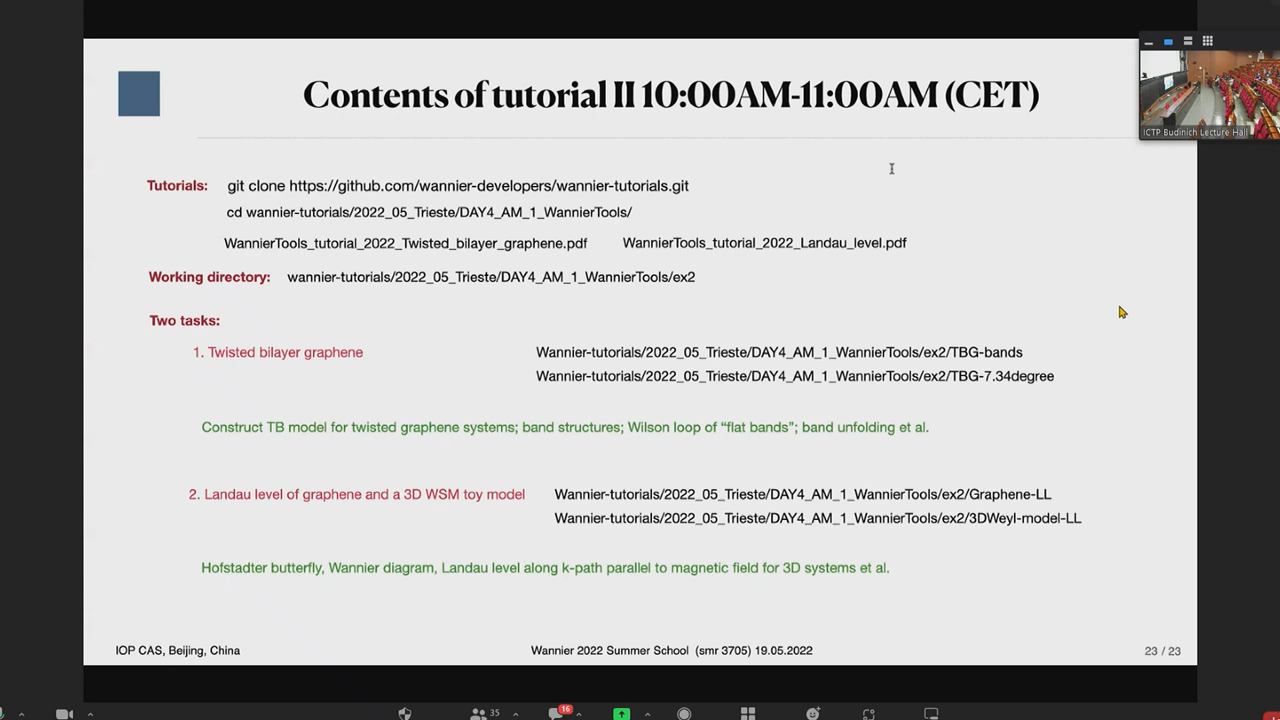 Contents of tutorial II 10:00AM-11:00AM (CET)
ICTP Budinich Lecture Hall
Tutorials: git clone https://github.com/wannier-developers/wannier-tutorials.git
cd wannier-tutorials/2022_05_Trieste/DAY4_AM_1_WannierTools/
WannierTools_tutorial_2022_Twisted_bilayer_graphene.pdf WannierTools_tutorial_2022_Landau_level.pdf
Working directory: wannier-tutorials/2022_05_Trieste/DAY4_AM_1_WannierTools/ex2
Two tasks:
1. Twisted bilayer graphene Wannier-tutorials/2022_05_Trieste/DAY4_AM_1_WannierTools/ex2/TBG-bands
Wannier-tutorials/2022_05_Trieste/DAY4_AM_1_WannierTools/ex2/TBG-7.34degree
Construct TB model for twisted graphene systems; band structures; Wilson loop of “flat bands”; band unfolding et al.
2. Landau level of graphene and a 3D WSM toy model Wannier-tutorials/2022_05_Trieste/DAY4_AM_1_WannierTools/ex2/Graphene-LL
Wannier-tutorials/2022_05_Trieste/DAY4_AM_1_WannierTools/ex2/3DWeyl-model-LL
Hofstadter butterfly, Wannier diagram, Landau level along k-path parallel to magnetic field for 3D systems et al.
IOP CAS, Beijing, China Wannier 2022 Summer School (smr 3705) 19.05.2022 23 / 23
35 16